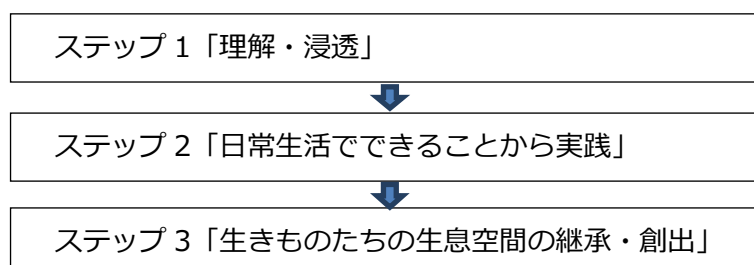 ステップ1「理解・浸透」
ステップ2「日常生活でできることから実践」
ステップ3「生きものたちの生息空間の継承・創出」